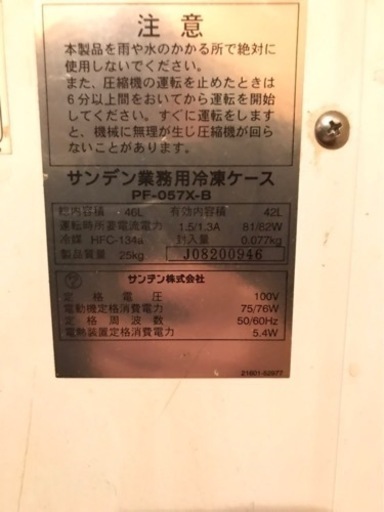 注意
本製品を雨や水のかかる所で絶対に
使用しないでください。
また、圧縮機の運転を止めたときは
6分以上間をおいてから運転を開始
してください。すぐに運転をします
と、機械に無理が生じ圧縮機が回ら
ないことがあります。
サンデン業務用冷凍ケース
PF-057X-B
総内容積 46L 有効内容積 42L
運転時所要電流電力 1.5/1.3A 81/82W
冷媒 HFC-134a 封入量 0.077kg
製品質量 25kg J08200946
サンデン株式会社
定格電圧 100V
電動機定格消費電力 75/76W
定格周波数 50/60Hz
電熱装置定格消費電力 5.4W
21601-52977